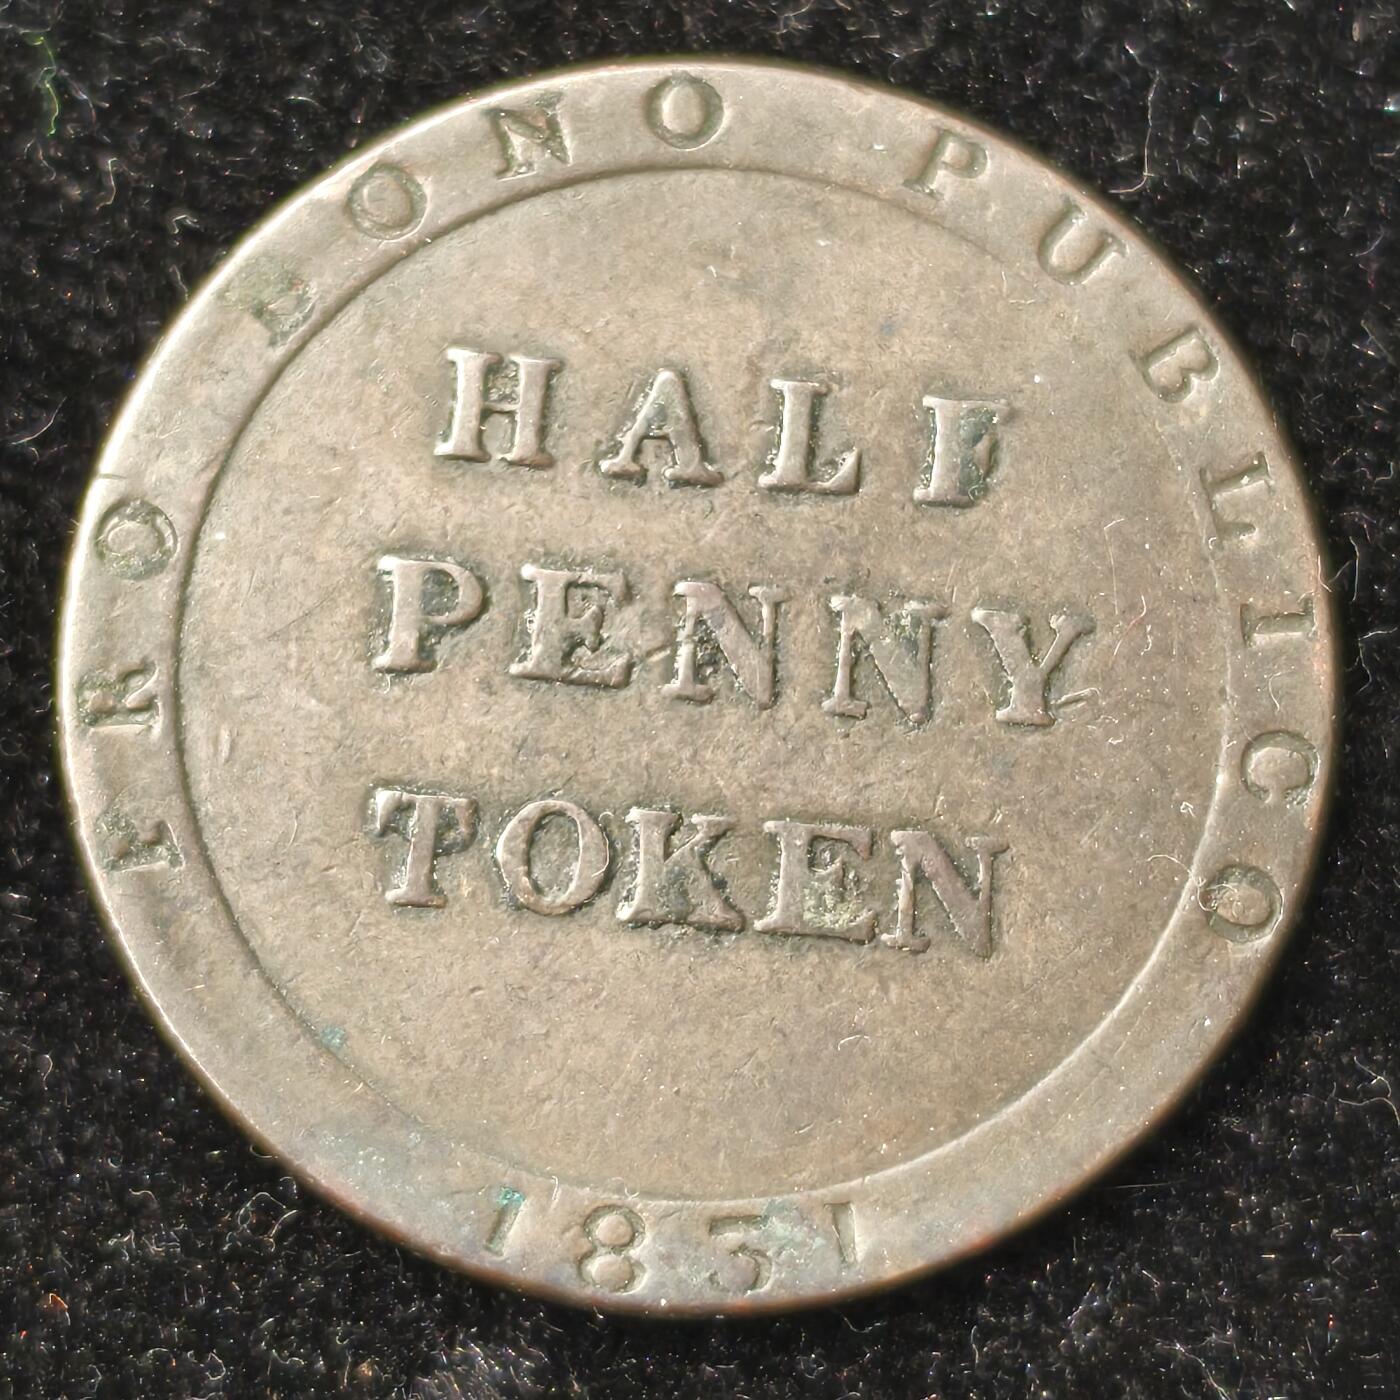 PRO BONO PUBLICO
HALF
PENNY
TOKEN
1831